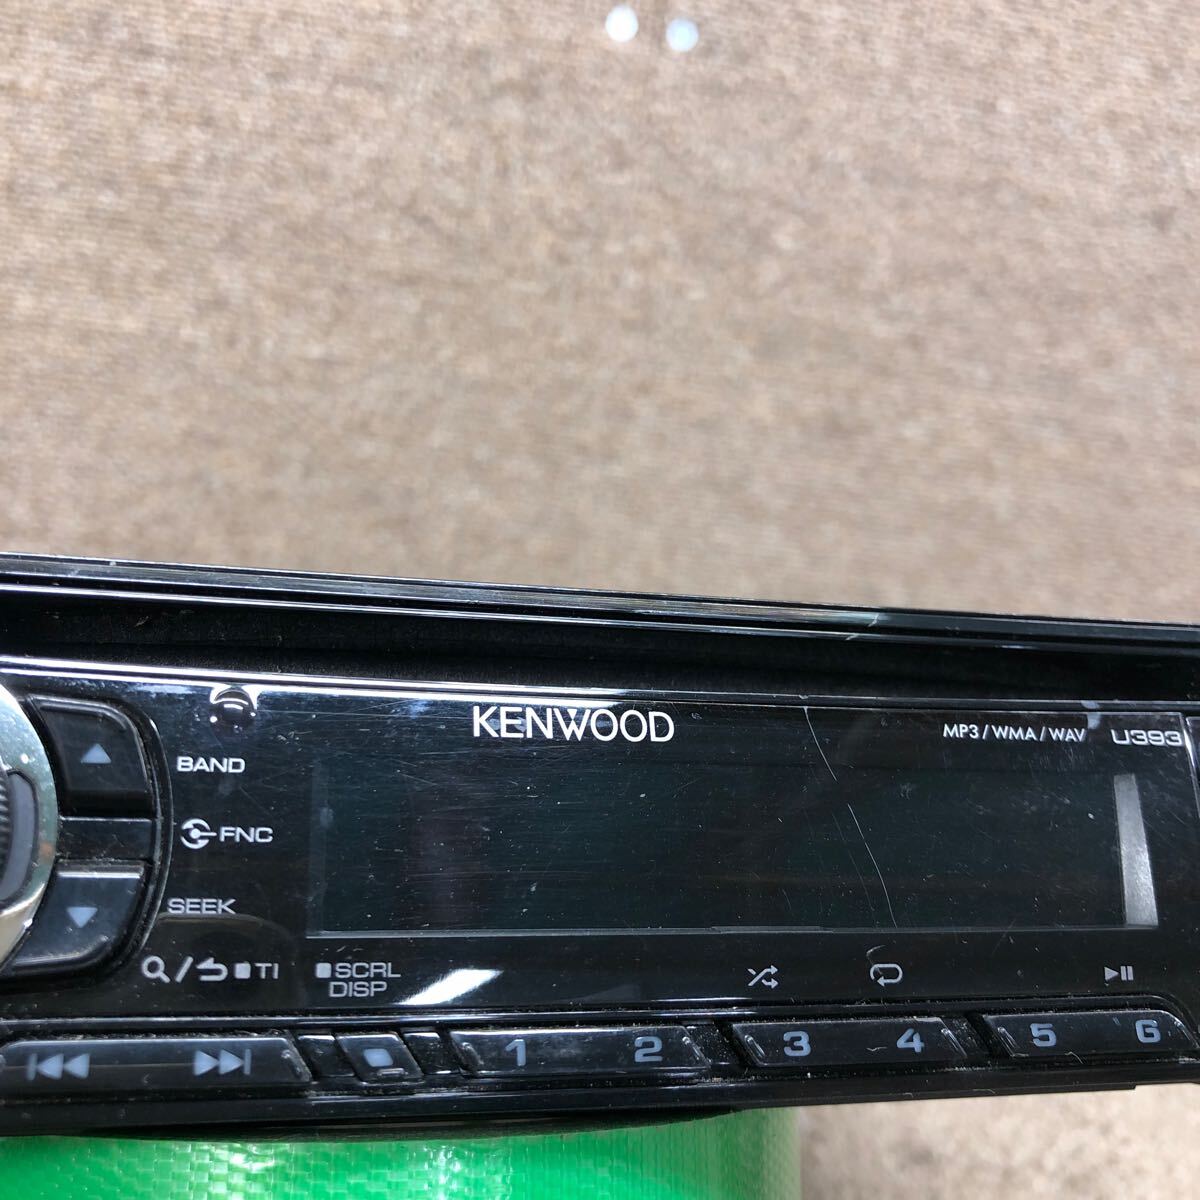 KENWOOD
MP3/WMA/WAV U393
BAND
FNC
SEEK
TI
SCRL
DISP
1 2 3 4 5 6